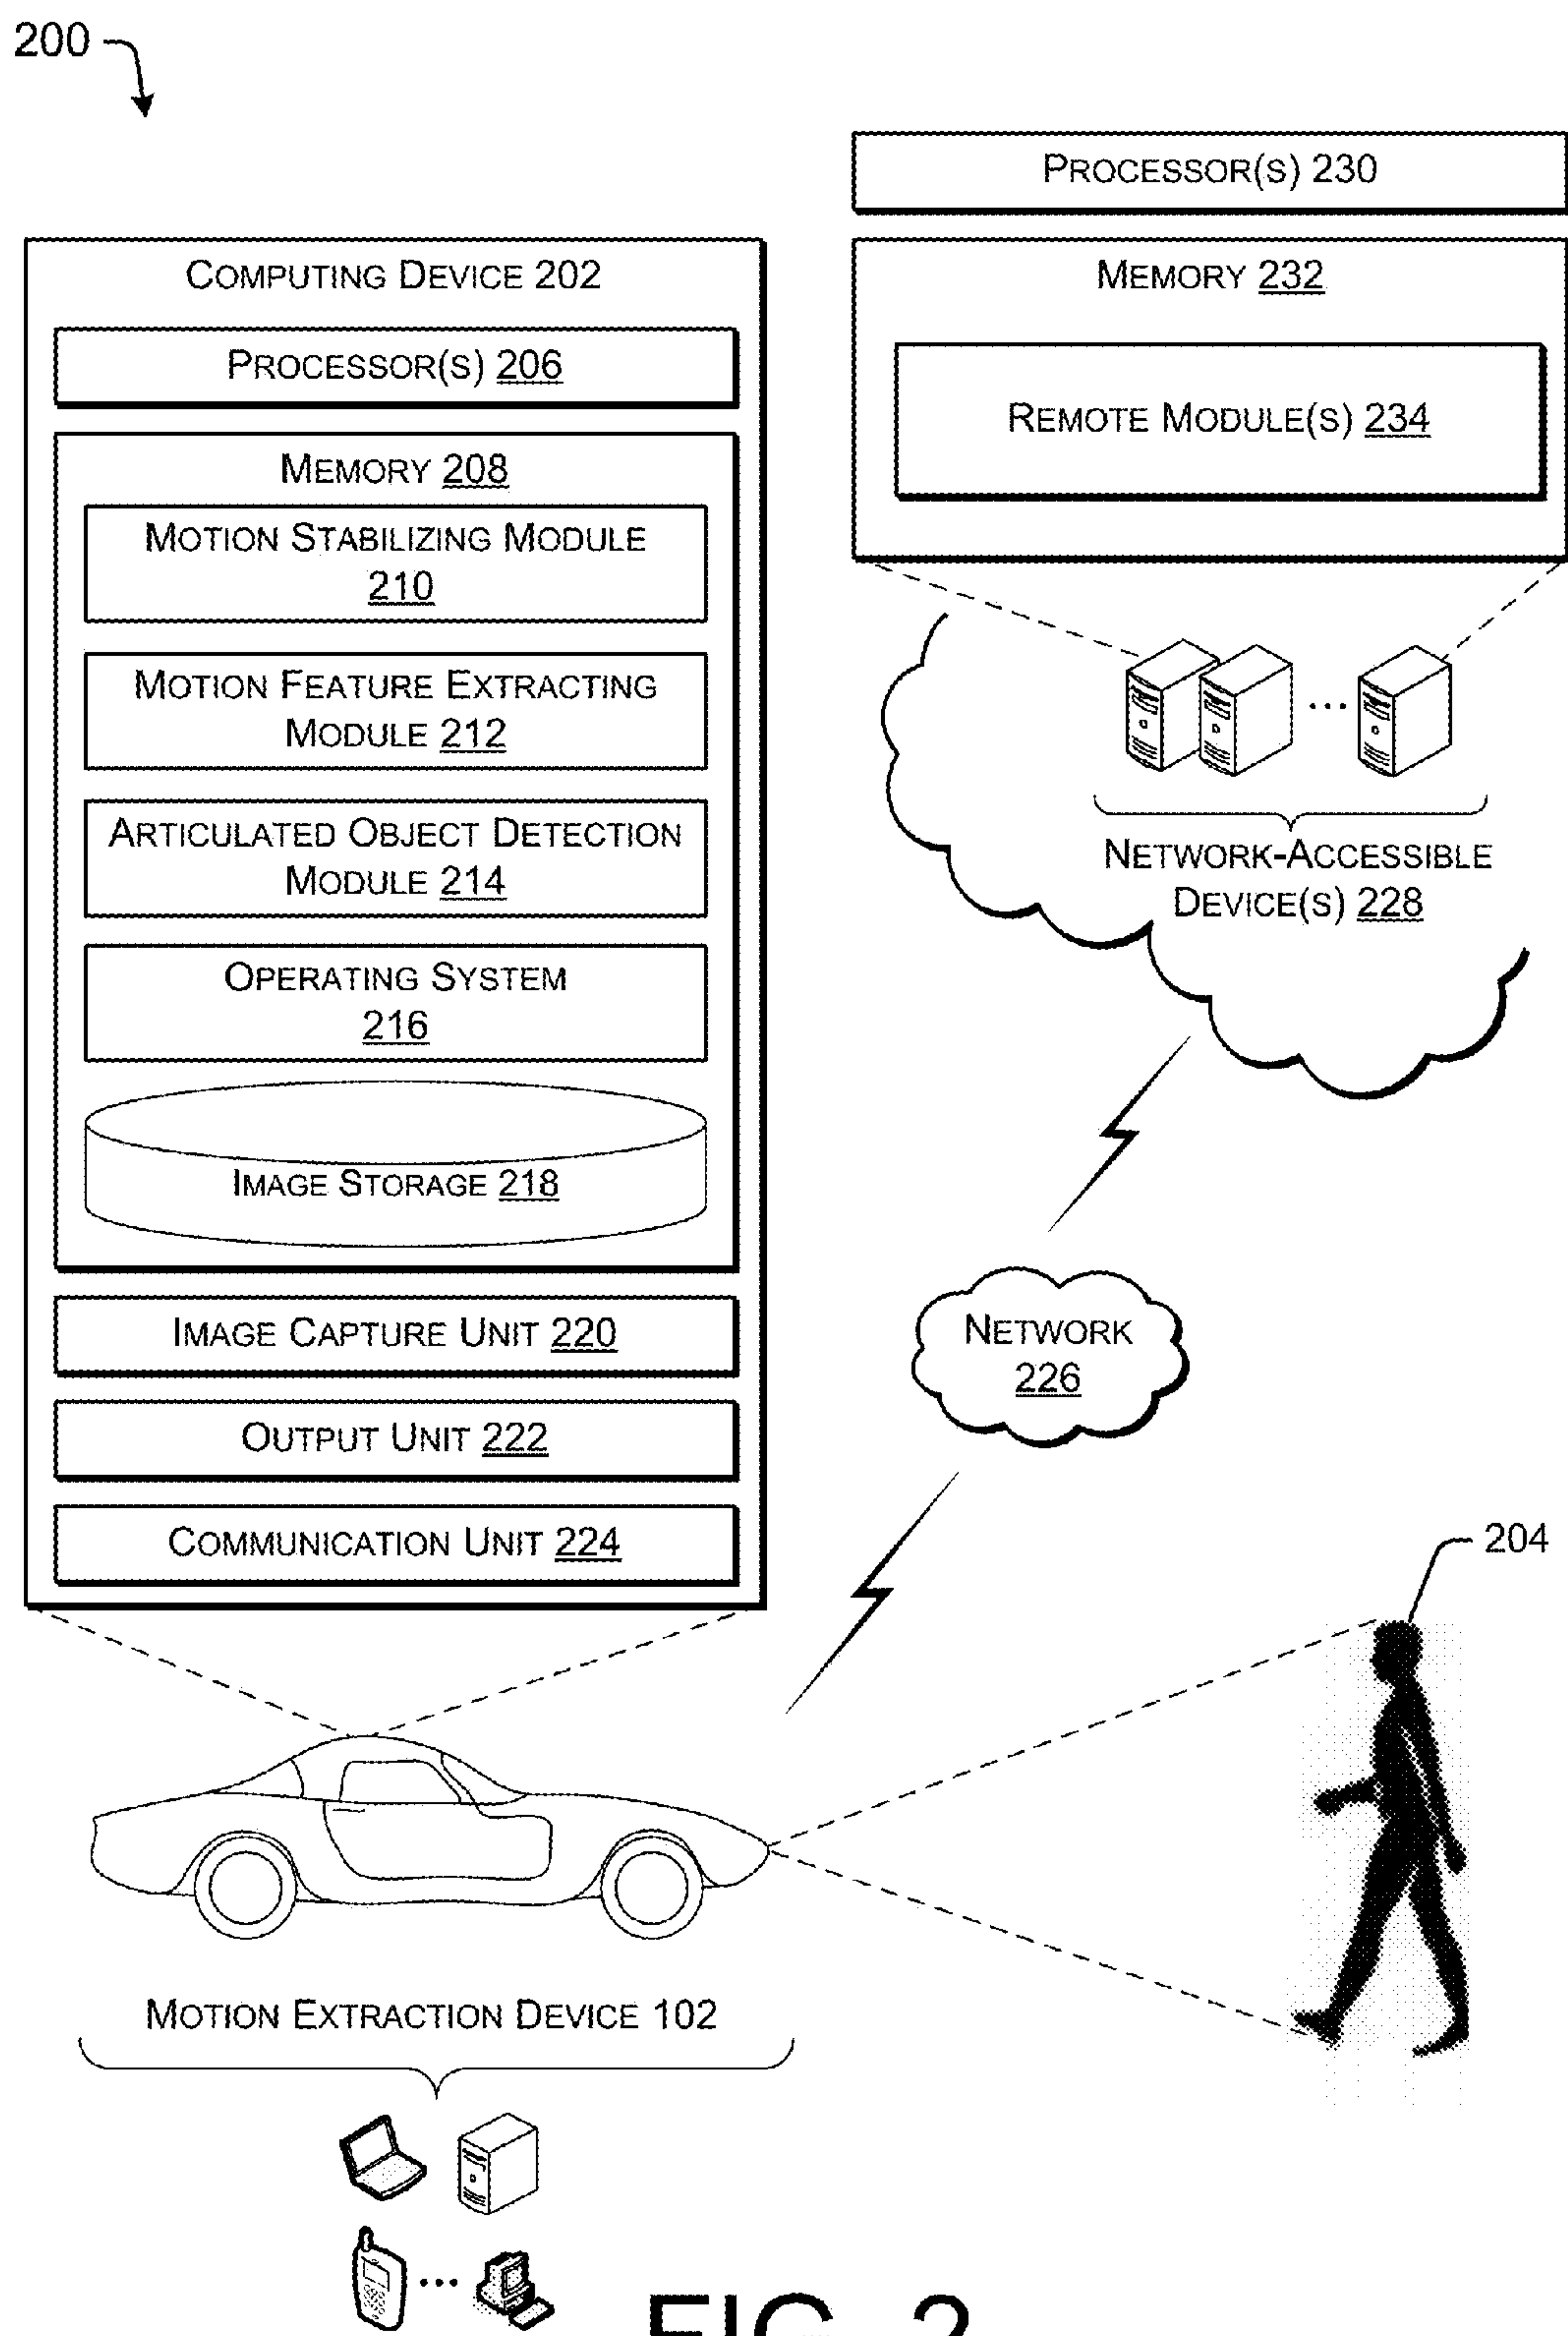 200
PROCESSOR(S) 230
COMPUTING DEVICE 202
MEMORY 232
PROCESSOR(S) 206
REMOTE MODULE(S) 234
MEMORY 208
MOTION STABILIZING MODULE
210
MOTION FEATURE EXTRACTING
MODULE 212
ARTICULATED OBJECT DETECTION
MODULE 214
OPERATING SYSTEM
216
IMAGE STORAGE 218
IMAGE CAPTURE UNIT 220
OUTPUT UNIT 222
COMMUNICATION UNIT 224
...
NETWORK-ACCESSIBLE
DEVICE(S) 228
NETWORK
226
204
MOTION EXTRACTION DEVICE 102
...
FIG. 2